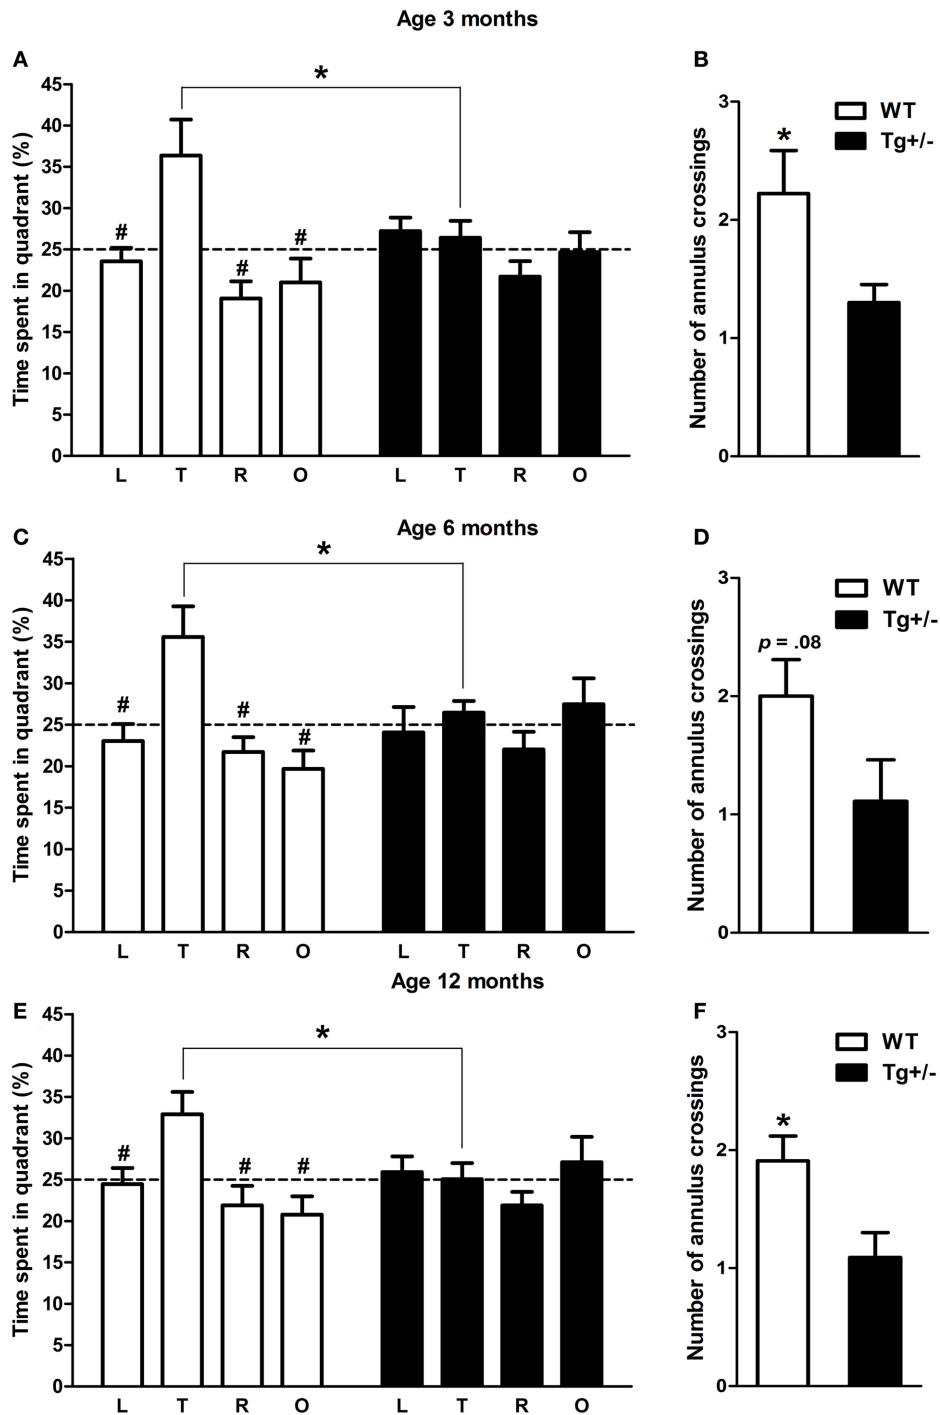 Age 3 months
A
*
45
40
35
30
25
20
15
10
5
0
Time spent in quadrant (%)
# # #
L T R O L T R O
B
3
2
1
0
Number of annulus crossings
*
WT
Tg+/-
Age 6 months
C
*
45
40
35
30
25
20
15
10
5
0
Time spent in quadrant (%)
# # #
L T R O L T R O
D
3
2
1
0
Number of annulus crossings
p = .08
WT
Tg+/-
Age 12 months
E
*
45
40
35
30
25
20
15
10
5
0
Time spent in quadrant (%)
# # #
L T R O L T R O
F
3
2
1
0
Number of annulus crossings
*
WT
Tg+/-